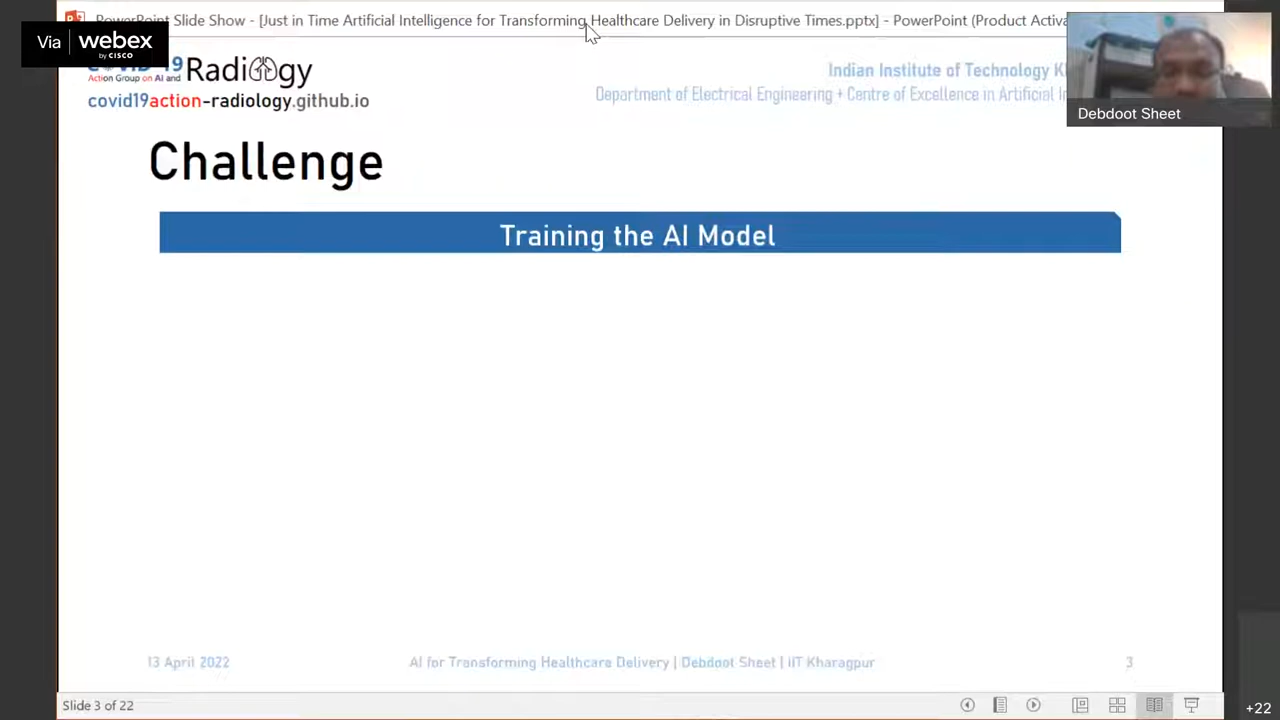 PowerPoint Slide Show - [Just in Time Artificial Intelligence for Transforming Healthcare Delivery in Disruptive Times.pptx] - PowerPoint (Product
Via webex
by CISCO
Debdoot Sheet
Action Group on AI and Radiology
covid19action-radiology.github.io
Indian Institute of Technology
Department of Electrical Engineering + Centre of Excellence in Artificial
Challenge
Training the AI Model
13 April 2022
AI for Transforming Healthcare Delivery | Debdoot Sheet | IIT Kharagpur
3
Slide 3 of 22
+22